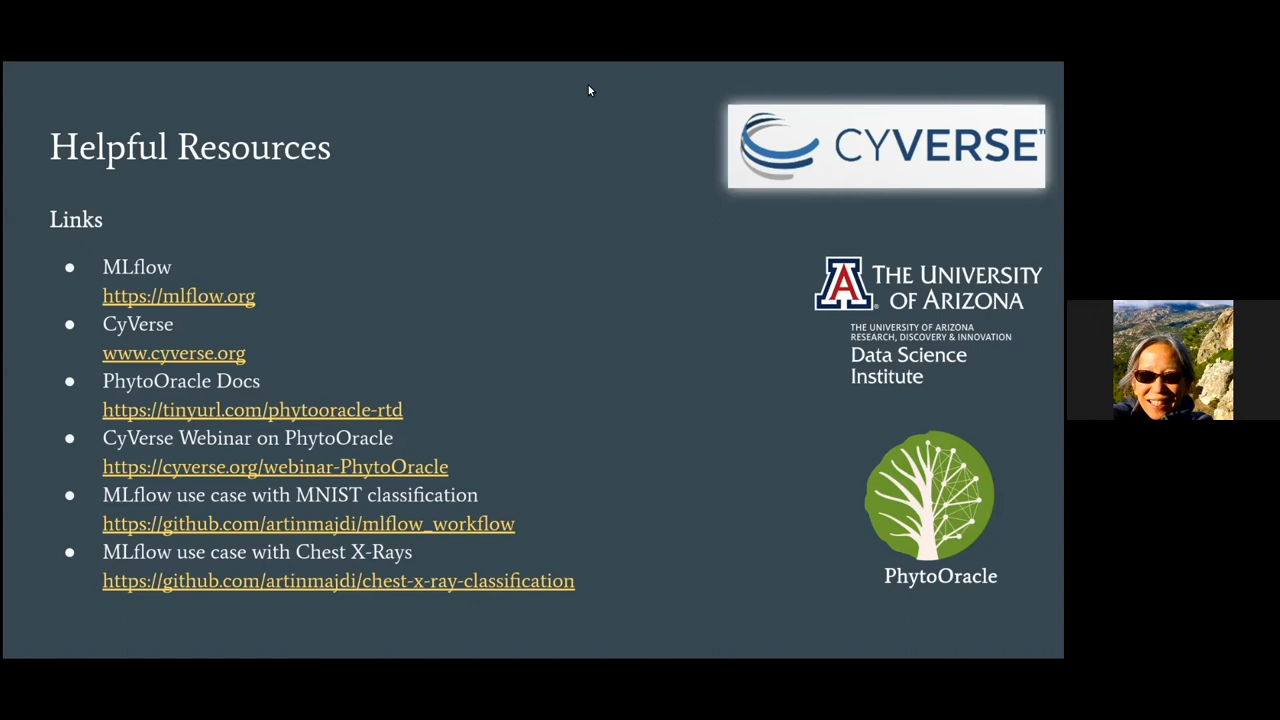 Helpful Resources
Links
● MLflow
https://mlflow.org
● CyVerse
www.cyverse.org
● PhytoOracle Docs
https://tinyurl.com/phytooracle-rtd
● CyVerse Webinar on PhytoOracle
https://cyverse.org/webinar-PhytoOracle
● MLflow use case with MNIST classification
https://github.com/artinmajdi/mlflow_workflow
● MLflow use case with Chest X-Rays
https://github.com/artinmajdi/chest-x-ray-classification
CYVERSE™
A THE UNIVERSITY
OF ARIZONA
THE UNIVERSITY OF ARIZONA
RESEARCH, DISCOVERY & INNOVATION
Data Science
Institute
PhytoOracle